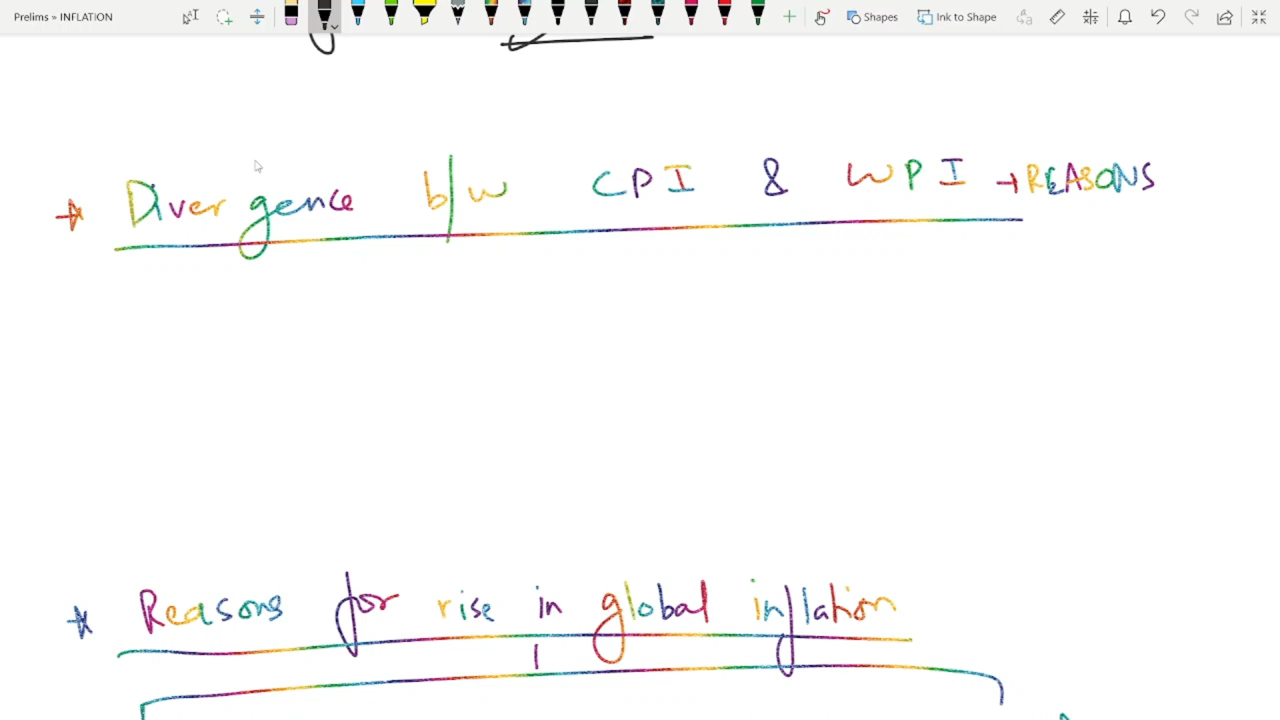 Prelims » INFLATION
Shapes
Ink to Shape
Divergence b/w CPI & WPI → REASONS
* Reasons for rise in global inflation